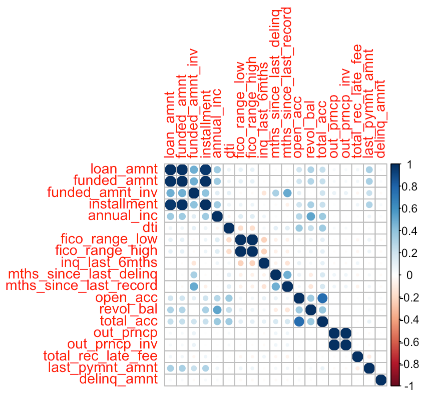 loan_amnt
funded_amnt
funded_amnt_inv
installment
annual_inc
dti
fico_range_low
fico_range_high
inq_last_6mths
mths_since_last_delinq
mths_since_last_record
open_acc
revol_bal
total_acc
out_prncp
out_prncp_inv
total_rec_late_fee
last_pymnt_amnt
delinq_amnt
loan_amnt
funded_amnt
funded_amnt_inv
installment
annual_inc
dti
fico_range_low
fico_range_high
inq_last_6mths
mths_since_last_delinq
mths_since_last_record
open_acc
revol_bal
total_acc
out_prncp
out_prncp_inv
total_rec_late_fee
last_pymnt_amnt
delinq_amnt
1
0.8
0.6
0.4
0.2
0
-0.2
-0.4
-0.6
-0.8
-1